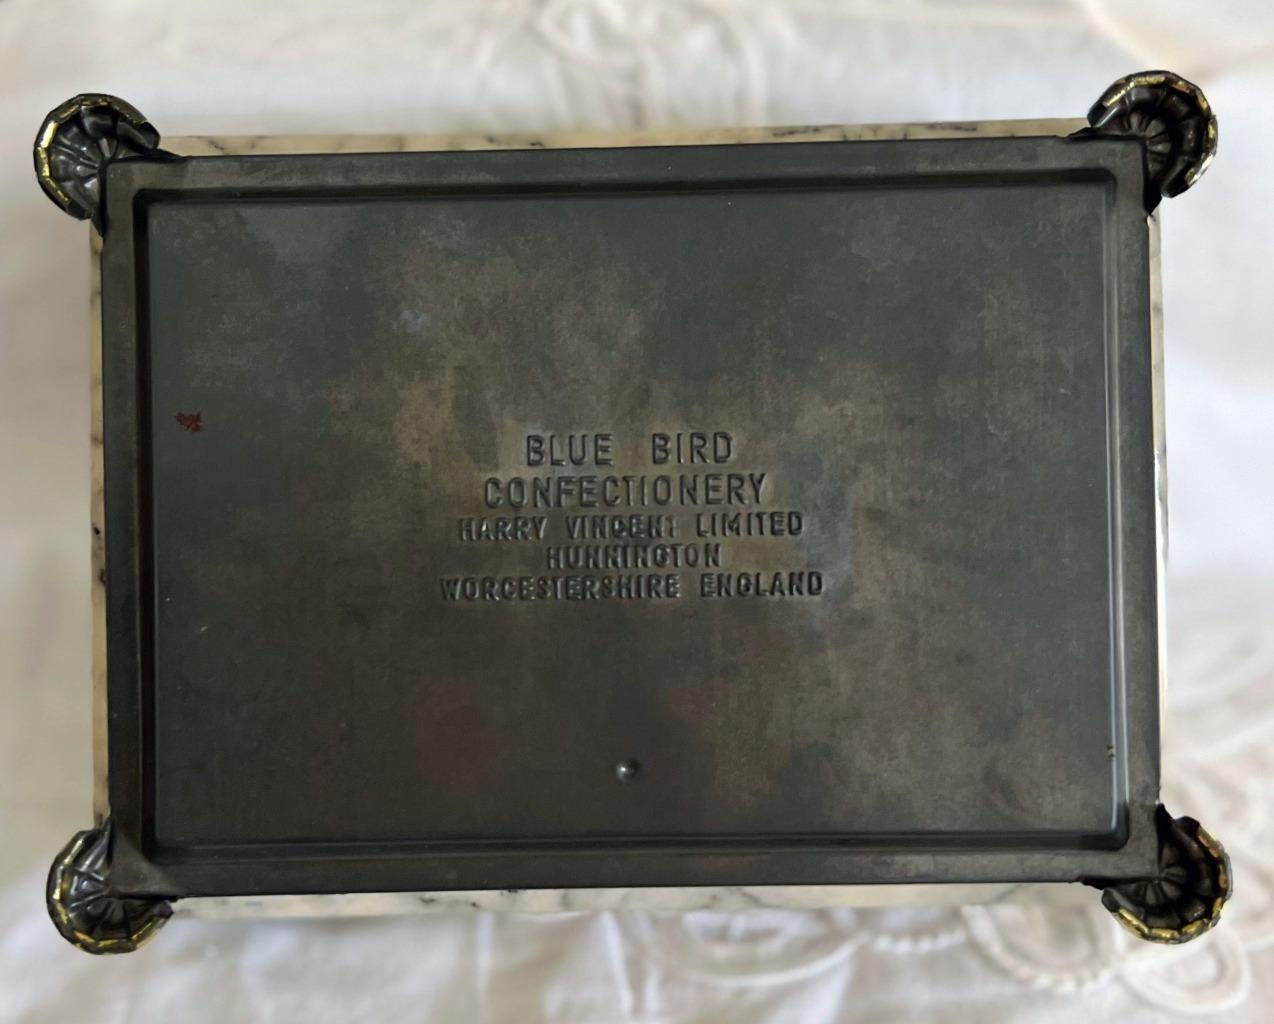 BLUE BIRD
CONFECTIONERY
HARRY VINCENT LIMITED
HUNNINGTON
WORCESTERSHIRE ENGLAND